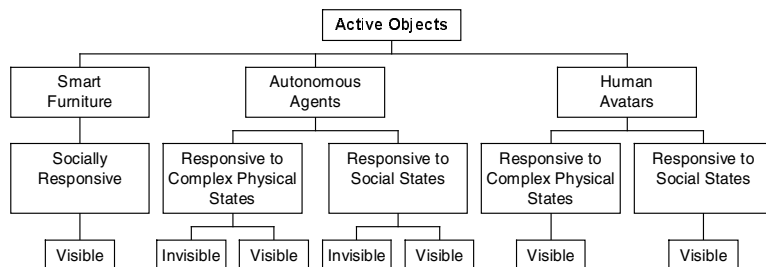 Active Objects
Smart
Furniture
Autonomous
Agents
Human
Avatars
Socially
Responsive
Responsive to
Complex Physical
States
Responsive to
Social States
Responsive to
Complex Physical
States
Responsive to
Social States
Visible
Invisible
Visible
Invisible
Visible
Visible
Visible